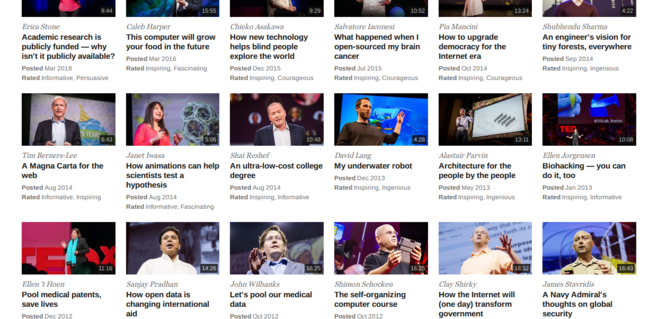 9:44
15:55
9:29
10:52
13:24
4:22
Erica Stone
Academic research is
publicly funded — why
isn't it publicly available?
Posted Mar 2018
Rated Informative, Persuasive
Caleb Harper
This computer will grow
your food in the future
Posted Mar 2016
Rated Inspiring, Fascinating
Chieko Asakawa
How new technology
helps blind people
explore the world
Posted Dec 2015
Rated Inspiring, Courageous
Salvatore Iaconesi
What happened when I
open-sourced my brain
cancer
Posted Jul 2015
Rated Inspiring, Courageous
Pia Mancini
How to upgrade
democracy for the
Internet era
Posted Oct 2014
Rated Inspiring, Courageous
Shubhendu Sharma
An engineer's vision for
tiny forests, everywhere
Posted Sep 2014
Rated Inspiring, Ingenious
6:43
Tim Berners-Lee
A Magna Carta for the
web
Posted Aug 2014
Rated Informative, Inspiring
5:06
Janet Iwasa
How animations can help
scientists test a
hypothesis
Posted Aug 2014
Rated Informative, Fascinating
10:48
Shai Reshef
An ultra-low-cost college
degree
Posted Aug 2014
Rated Inspiring, Informative
4:28
David Lang
My underwater robot
Posted Dec 2013
Rated Inspiring, Ingenious
13:11
Alastair Parvin
Architecture for the
people by the people
Posted May 2013
Rated Inspiring, Ingenious
TED
10:08
Ellen Jorgensen
Biohacking — you can
do it, too
Posted Jan 2013
Rated Inspiring, Informative
11:16
Ellen 't Hoen
Pool medical patents,
save lives
Posted Dec 2012
14:26
Sanjay Pradhan
How open data is
changing international
aid
16:25
John Wilbanks
Let's pool our medical
data
Posted Oct 2012
16:25
Shimon Schocken
The self-organizing
computer course
Posted Oct 2012
18:32
Clay Shirky
How the Internet will
(one day) transform
government
16:43
James Stavridis
A Navy Admiral's
thoughts on global
security